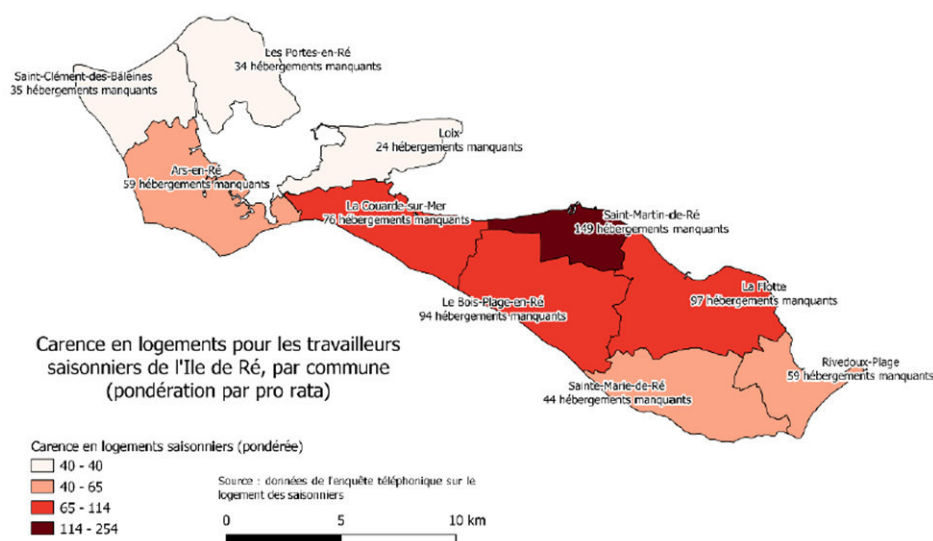 Les Portes-en-Ré
34 hébergements manquants
Saint-Clément-des-Baleines
35 hébergements manquants
Loix
24 hébergements manquants
Ars-en-Ré
59 hébergements manquants
La Couarde-sur-Mer
76 hébergements manquants
Saint-Martin-de-Ré
149 hébergements manquants
La Flotte
97 hébergements manquants
Le Bois-Plage-en-Ré
94 hébergements manquants
Rivedoux-Plage
59 hébergements manquants
Sainte-Marie-de-Ré
44 hébergements manquants
Carence en logements pour les travailleurs
saisonniers de l'Ile de Ré, par commune
(pondération par pro rata)
Carence en logements saisonniers (pondérée)
40 - 40
40 - 65
65 - 114
114 - 254
Source : données de l'enquête téléphonique sur le
logement des saisonniers
0 5 10 km